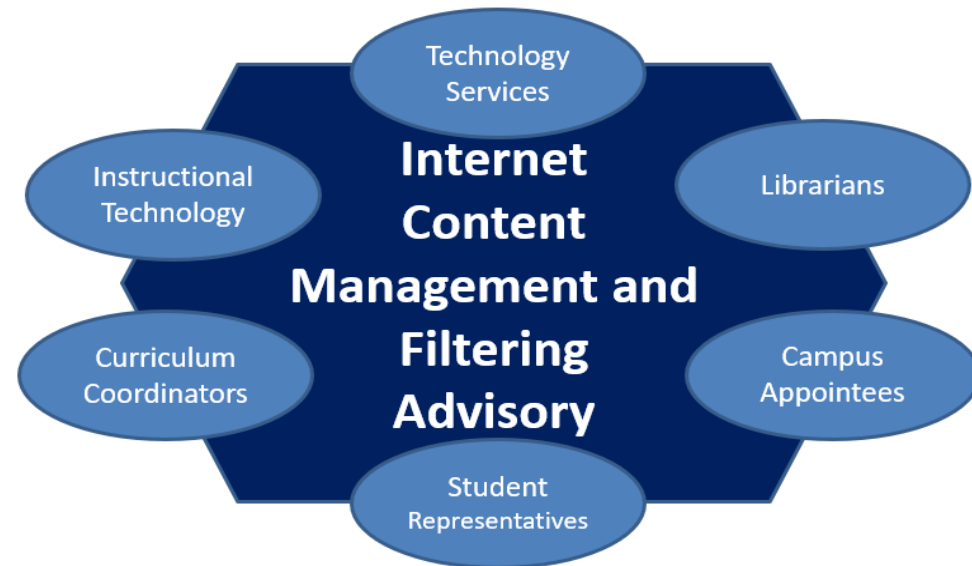 Technology
Services
Instructional
Technology
Librarians
Internet
Content
Management and
Filtering
Advisory
Curriculum
Coordinators
Campus
Appointees
Student
Representatives